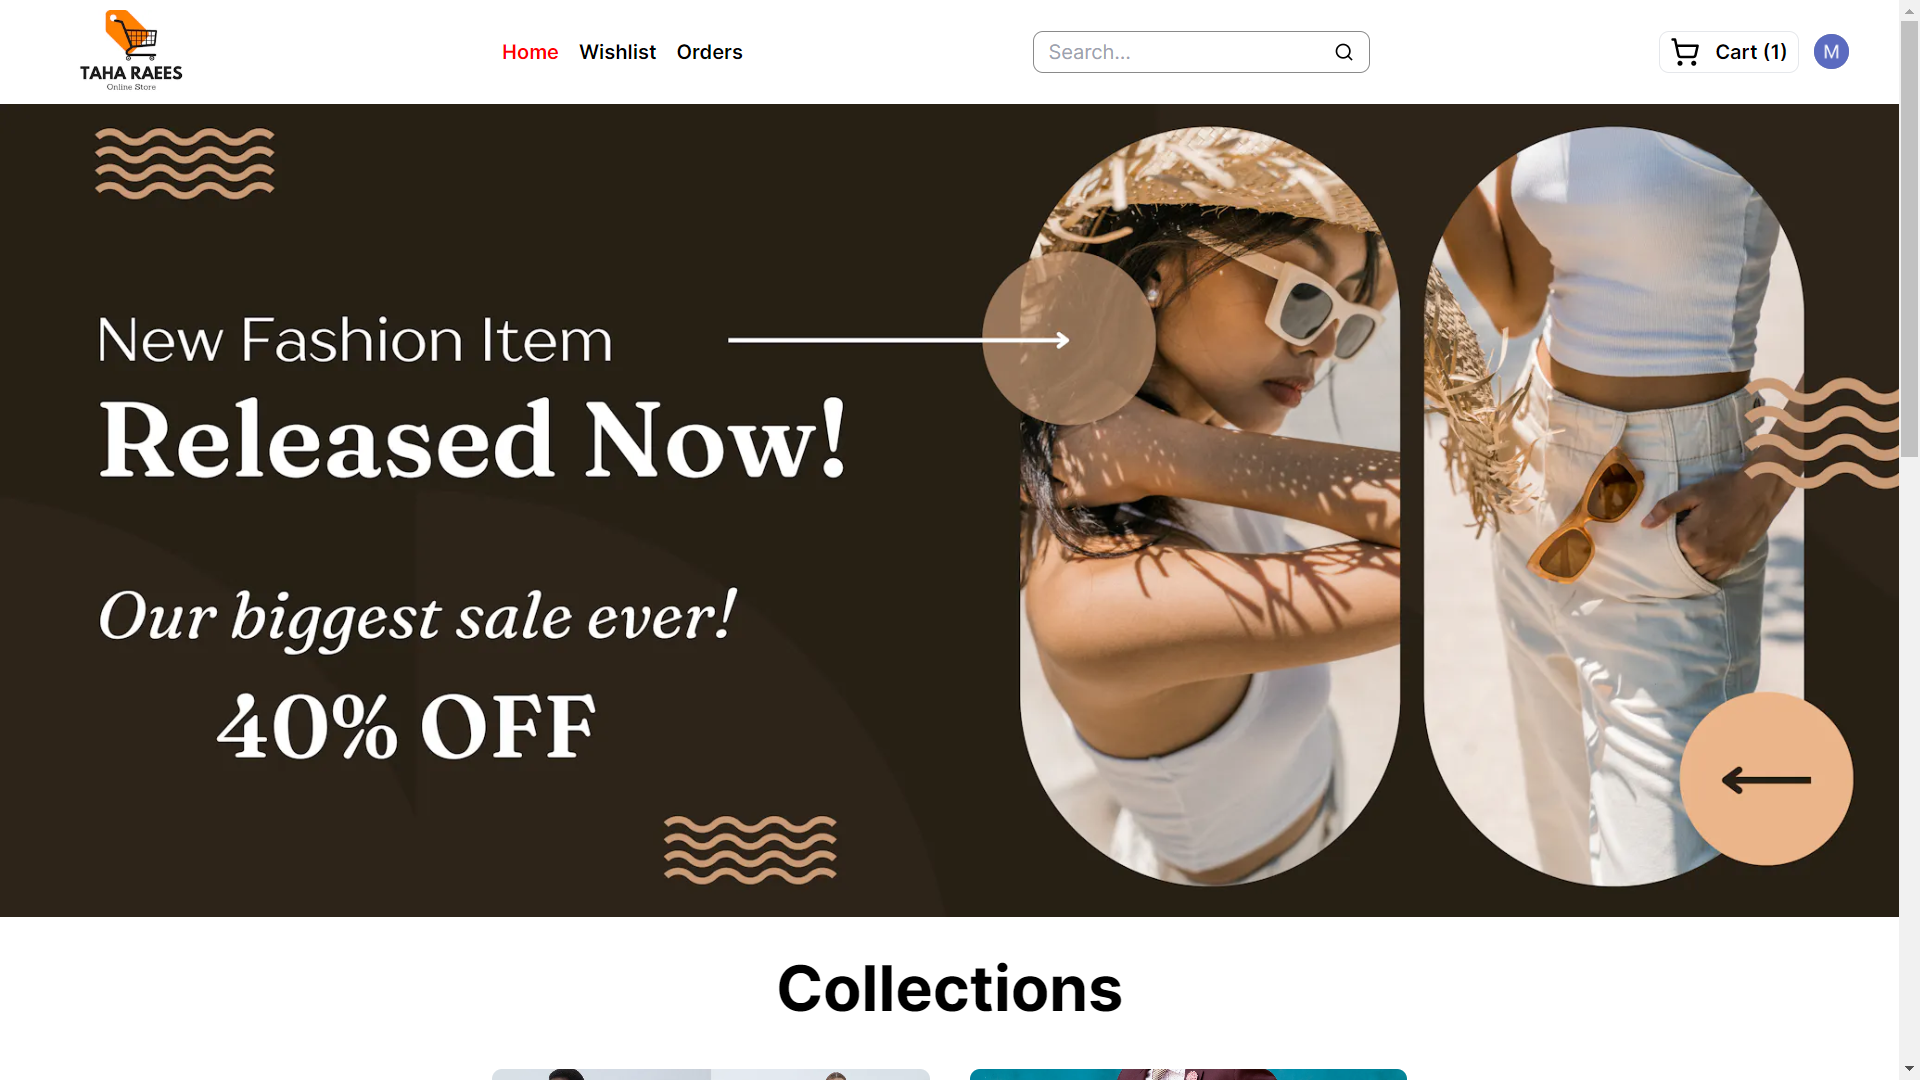 TAHA RAEES
Online Store
Home Wishlist Orders
Search...
Cart (1)
M
New Fashion Item
Released Now!
Our biggest sale ever!
40% OFF
Collections